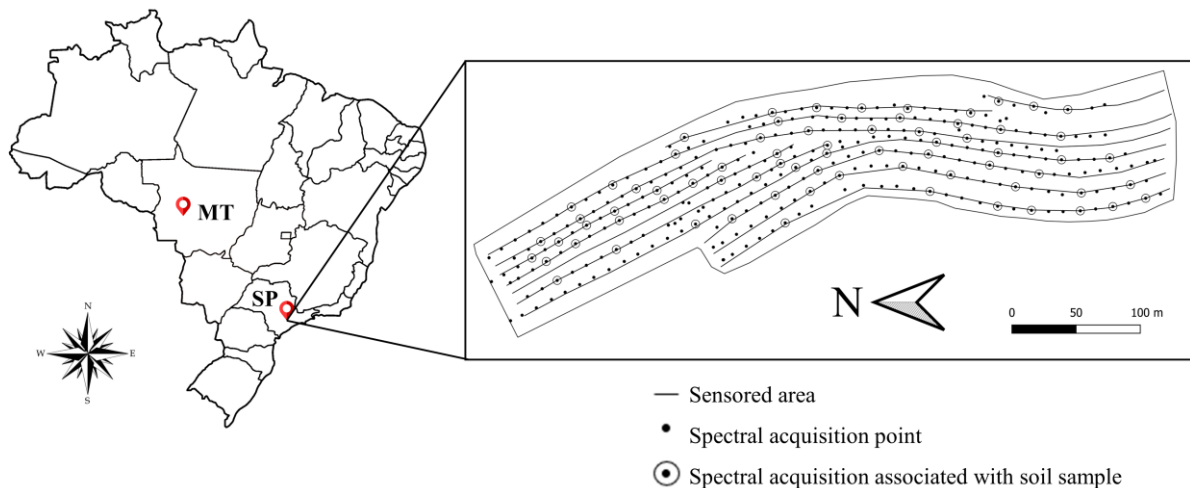 MT
SP
N
W
E
S
N
0 50 100 m
Sensored area
Spectral acquisition point
Spectral acquisition associated with soil sample